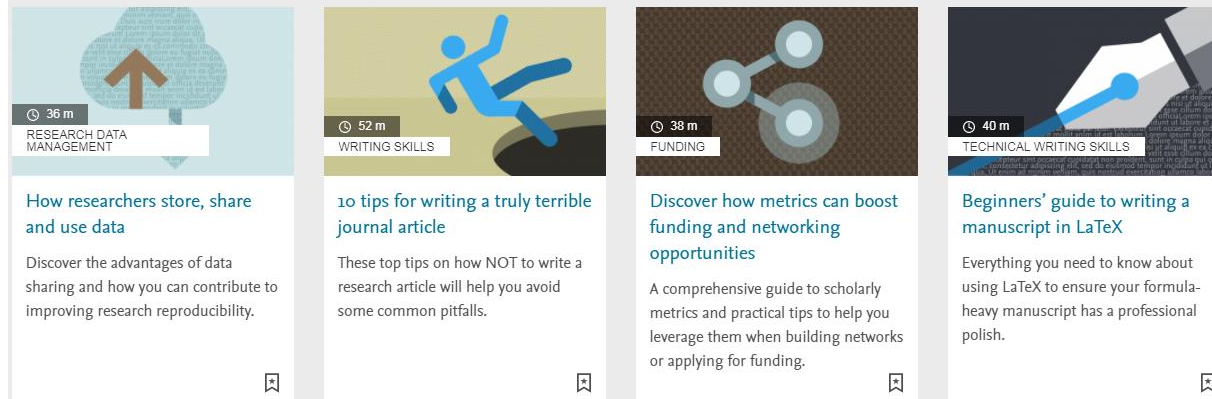 36 m
RESEARCH DATA
MANAGEMENT
How researchers store, share
and use data
Discover the advantages of data
sharing and how you can contribute to
improving research reproducibility.
52 m
WRITING SKILLS
10 tips for writing a truly terrible
journal article
These top tips on how NOT to write a
research article will help you avoid
some common pitfalls.
38 m
FUNDING
Discover how metrics can boost
funding and networking
opportunities
A comprehensive guide to scholarly
metrics and practical tips to help you
leverage them when building networks
or applying for funding.
40 m
TECHNICAL WRITING SKILLS
Beginners’ guide to writing a
manuscript in LaTeX
Everything you need to know about
using LaTeX to ensure your formula-
heavy manuscript has a professional
polish.